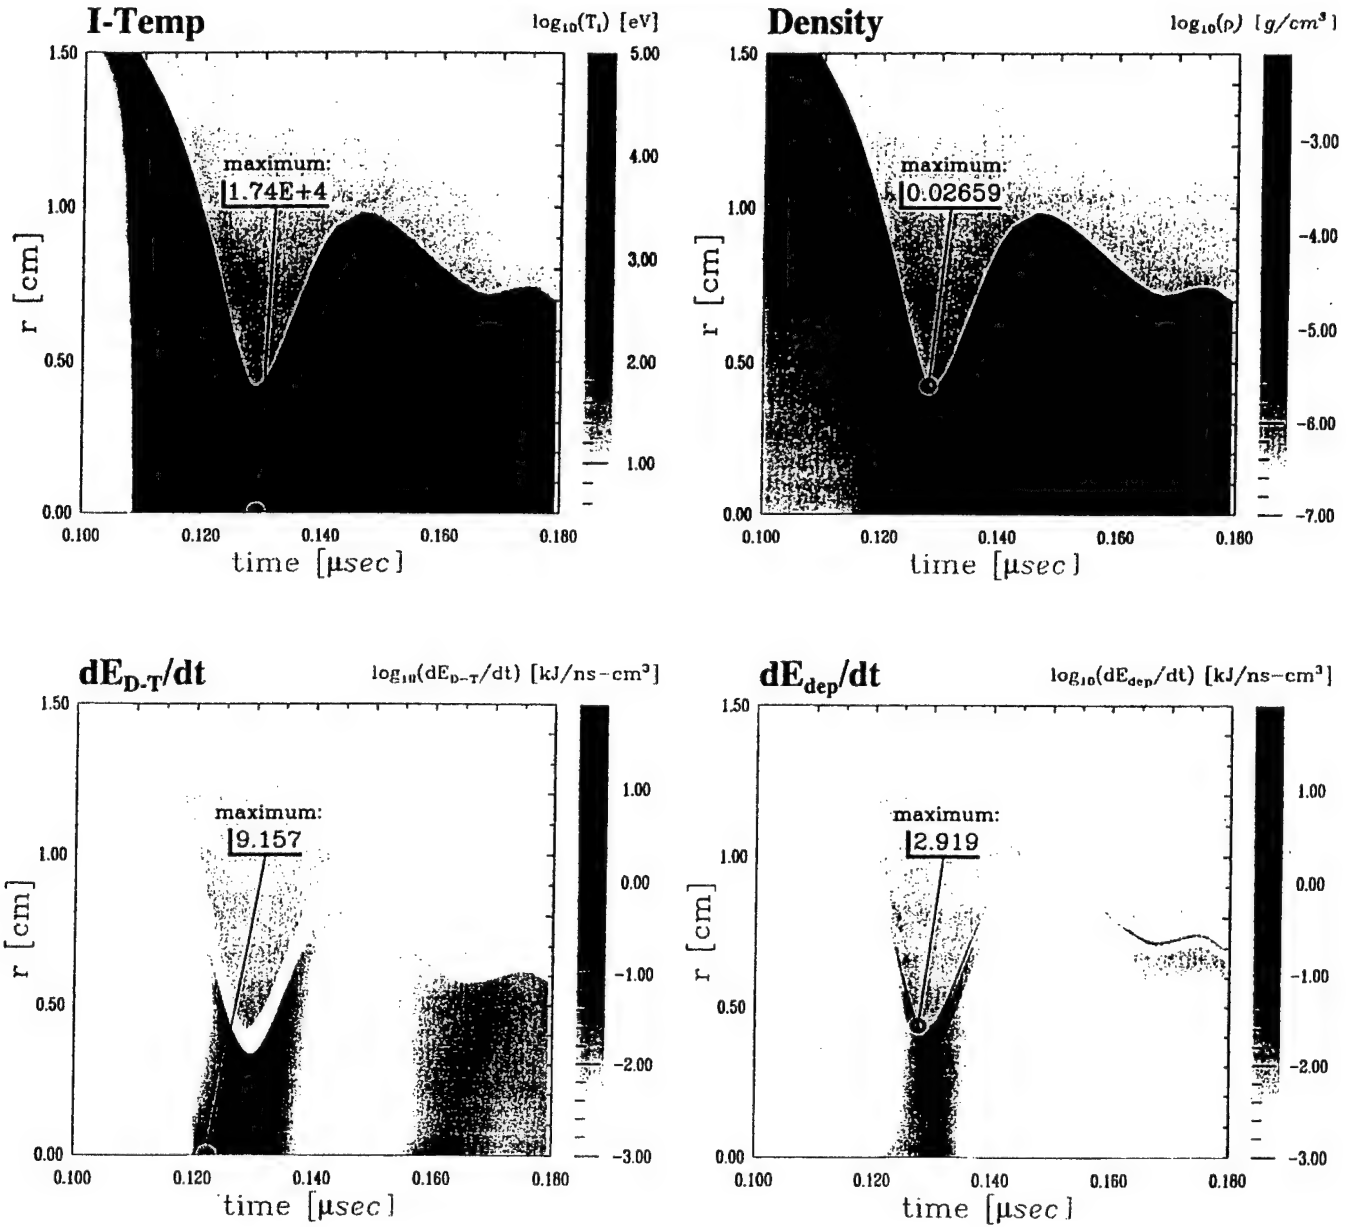 I-Temp
log₁₀(Tᵢ) [eV]
1.50
1.00
0.50
0.00
r [cm]
maximum:
1.74E+4
5.00
4.00
3.00
2.00
1.00
0.100
0.120
0.140
0.160
0.180
time [μsec]
Density
log₁₀(ρ) [g/cm³]
1.50
1.00
0.50
0.00
r [cm]
maximum:
0.02659
-3.00
-4.00
-5.00
-6.00
-7.00
0.100
0.120
0.140
0.160
0.180
time [μsec]
dE_D-T/dt
log₁₀(dE_D-T/dt) [kJ/ns-cm³]
1.50
1.00
0.50
0.00
r [cm]
maximum:
9.157
1.00
0.00
-1.00
-2.00
-3.00
0.100
0.120
0.140
0.160
0.180
time [μsec]
dE_dep/dt
log₁₀(dE_dep/dt) [kJ/ns-cm³]
1.50
1.00
0.50
0.00
r [cm]
maximum:
2.919
1.00
0.00
-1.00
-2.00
-3.00
0.100
0.120
0.140
0.160
0.180
time [μsec]